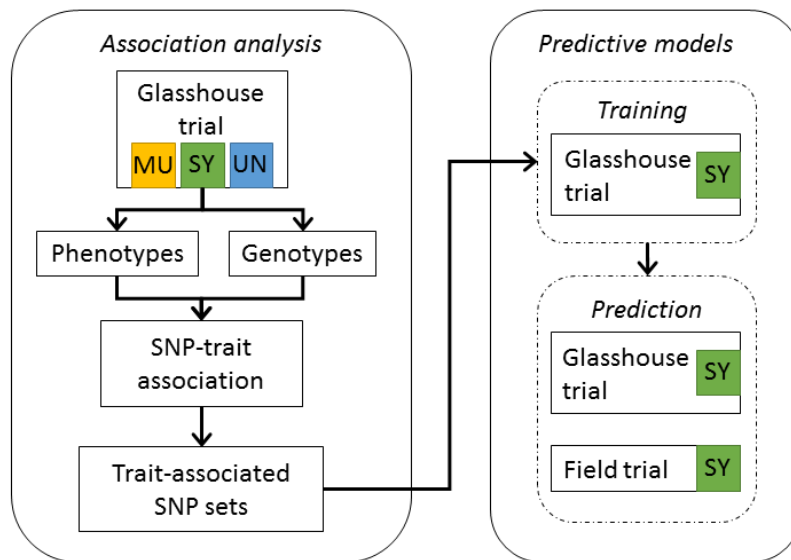 Association analysis
Glasshouse
trial
MU SY UN
Phenotypes
Genotypes
SNP-trait
association
Trait-associated
SNP sets
Predictive models
Training
Glasshouse
trial
SY
Prediction
Glasshouse
trial
SY
Field trial
SY